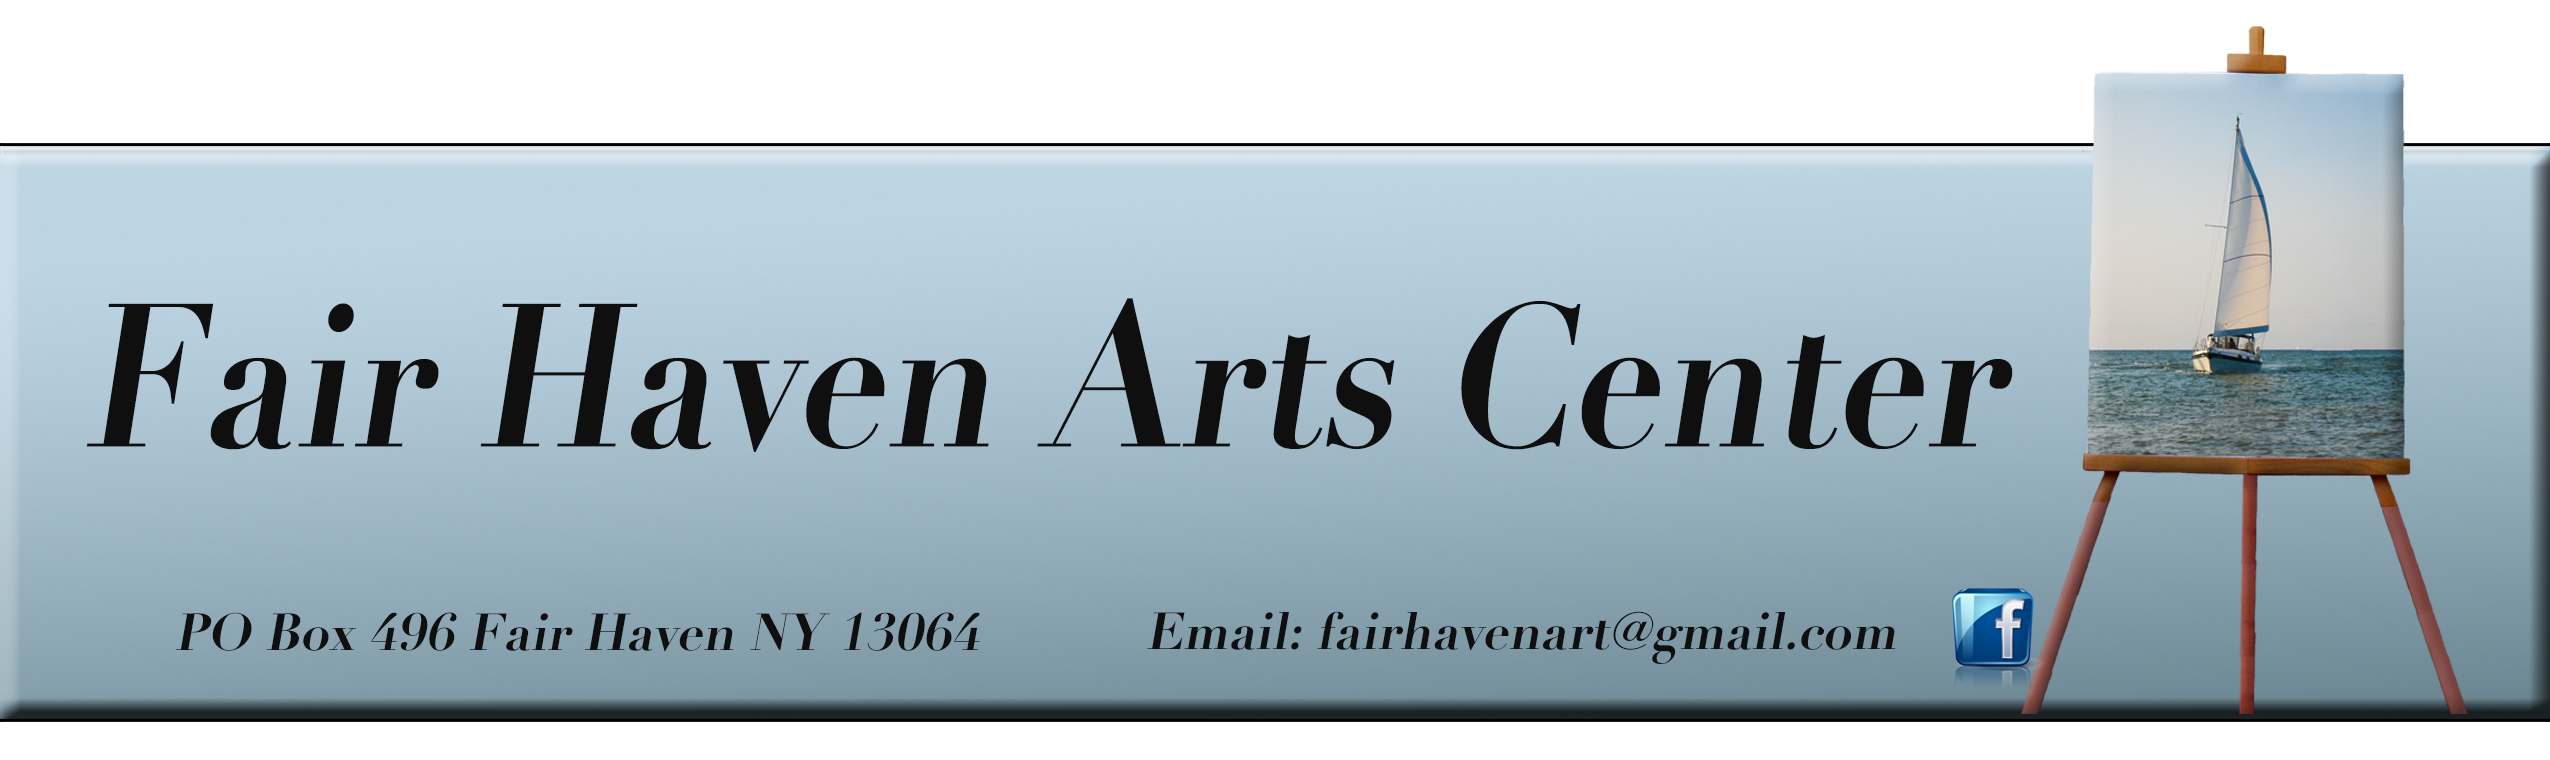 Fair Haven Arts Center
PO Box 496 Fair Haven NY 13064 Email: fairhavenart@gmail.com f